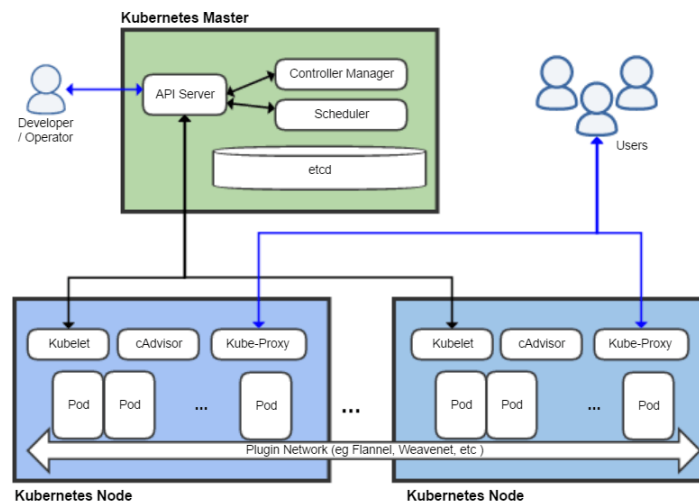 Kubernetes Master
API Server
Controller Manager
Scheduler
etcd
Developer
/ Operator
Users
Kubelet
cAdvisor
Kube-Proxy
Kubelet
cAdvisor
Kube-Proxy
Pod
Pod
...
Pod
...
Pod
Pod
...
Pod
Plugin Network (eg Flannel, Weavenet, etc )
Kubernetes Node
Kubernetes Node